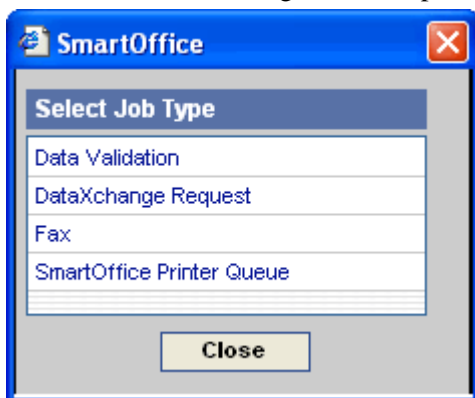 SmartOffice
Select Job Type
Data Validation
DataXchange Request
Fax
SmartOffice Printer Queue
Close